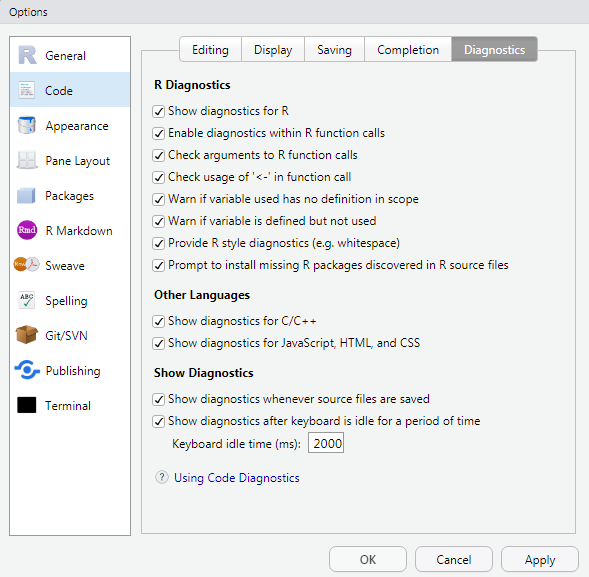 Options
General
Code
Appearance
Pane Layout
Packages
Rmd R Markdown
Rnw Sweave
ABC Spelling
Git/SVN
Publishing
Terminal
Editing Display Saving Completion Diagnostics
R Diagnostics
Show diagnostics for R
Enable diagnostics within R function calls
Check arguments to R function calls
Check usage of '<-' in function call
Warn if variable used has no definition in scope
Warn if variable is defined but not used
Provide R style diagnostics (e.g. whitespace)
Prompt to install missing R packages discovered in R source files
Other Languages
Show diagnostics for C/C++
Show diagnostics for JavaScript, HTML, and CSS
Show Diagnostics
Show diagnostics whenever source files are saved
Show diagnostics after keyboard is idle for a period of time
Keyboard idle time (ms): 2000
? Using Code Diagnostics
OK Cancel Apply